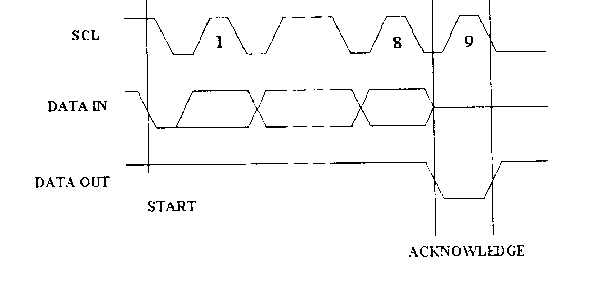 SCL
1
8
9
DATA IN
DATA OUT
START
ACKNOWLEDGE